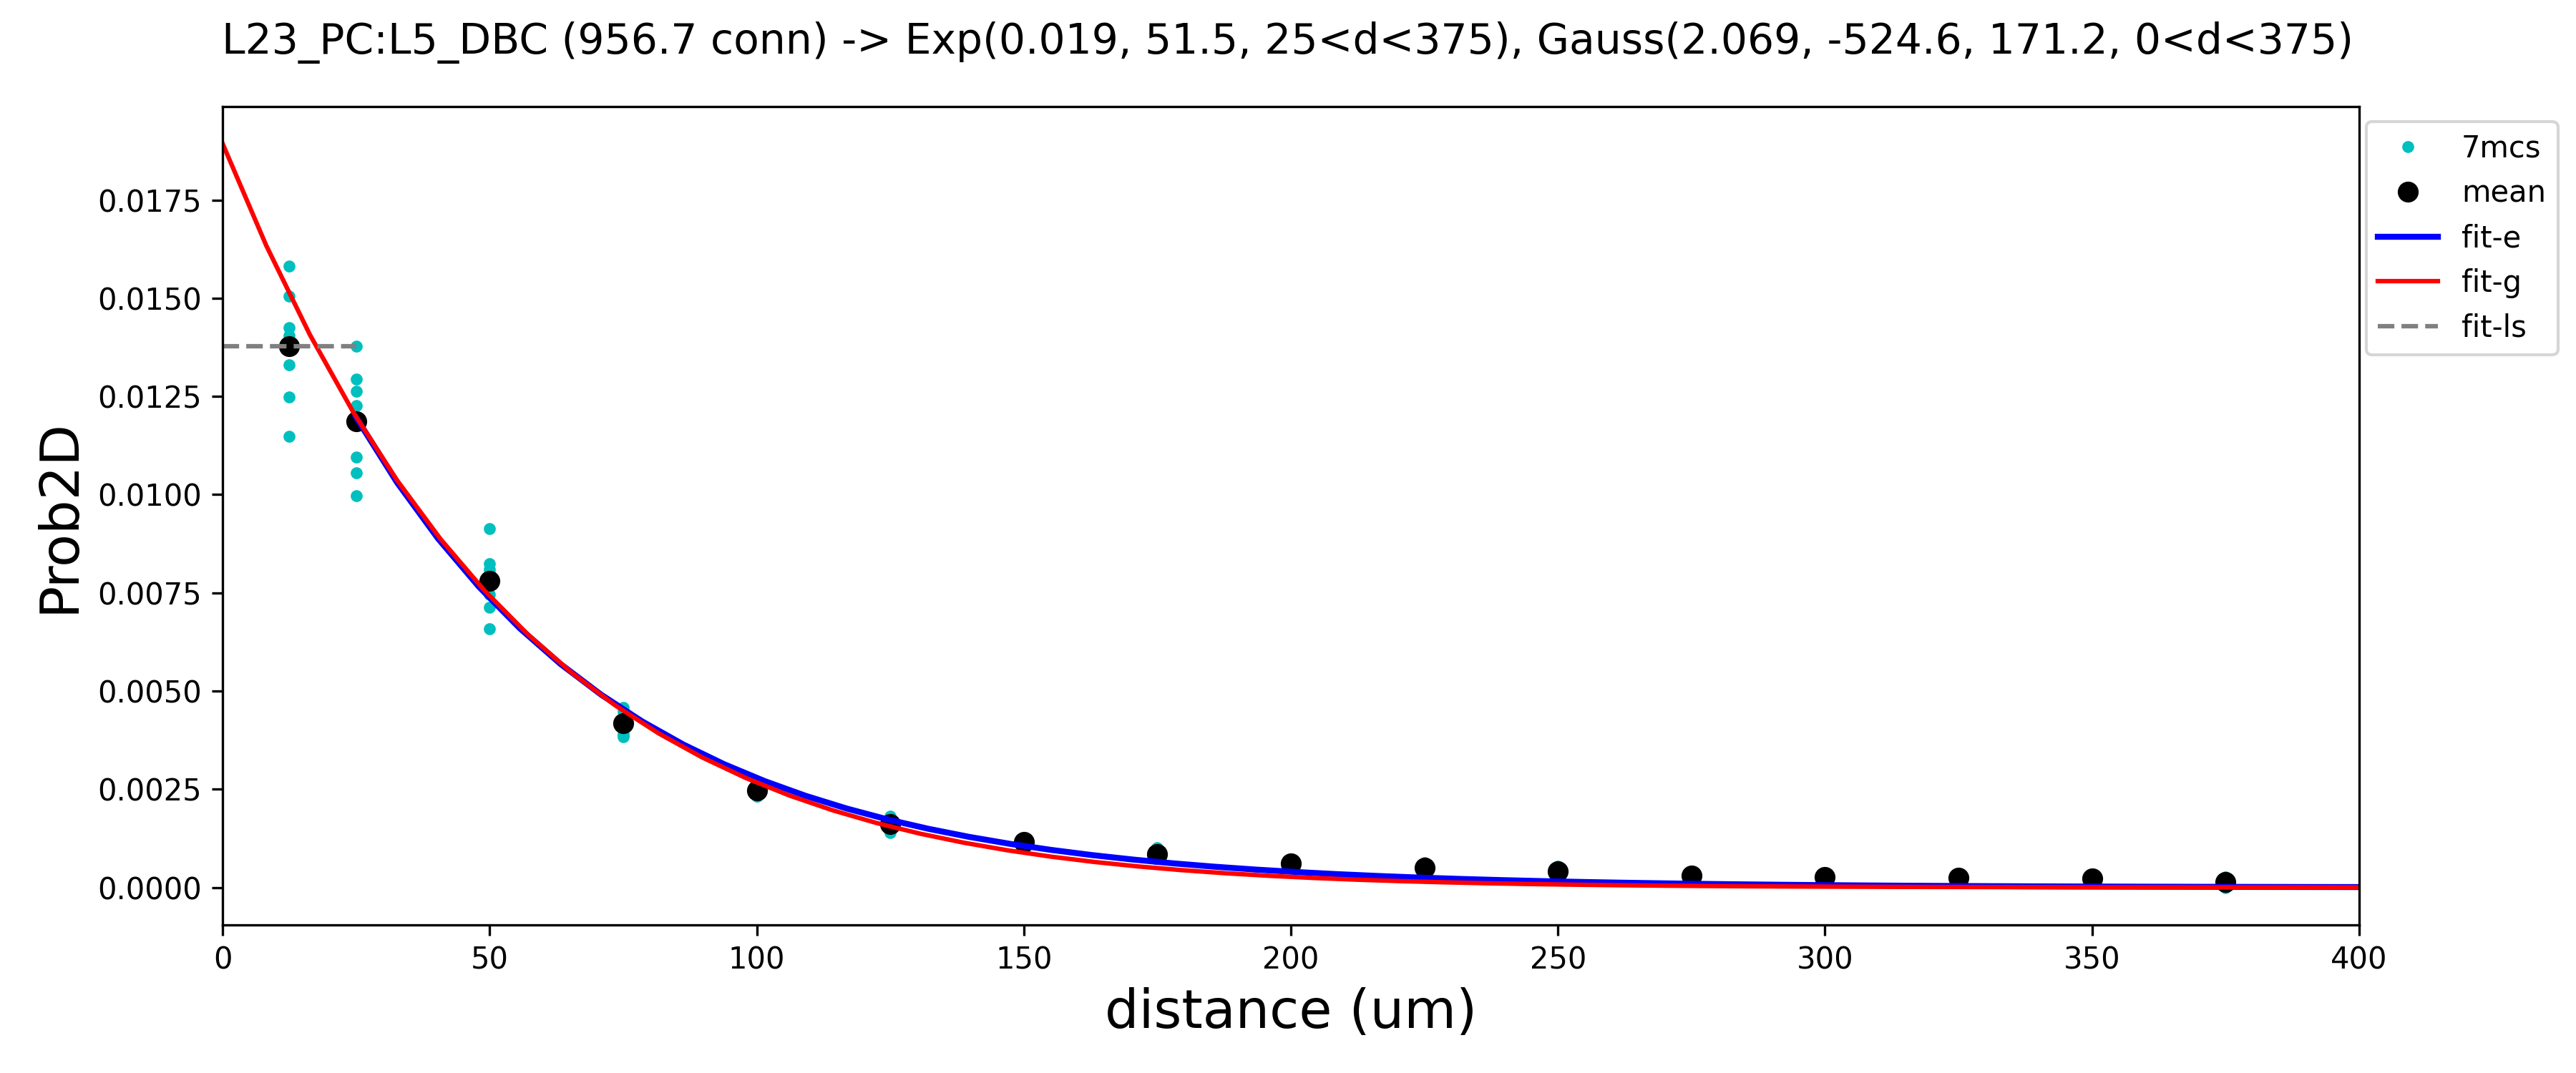 L23_PC:L5_DBC (956.7 conn) -> Exp(0.019, 51.5, 25<d<375), Gauss(2.069, -524.6, 171.2, 0<d<375)
7mcs
mean
fit-e
fit-g
fit-ls
Prob2D
0.0175
0.0150
0.0125
0.0100
0.0075
0.0050
0.0025
0.0000
0 50 100 150 200 250 300 350 400
distance (um)